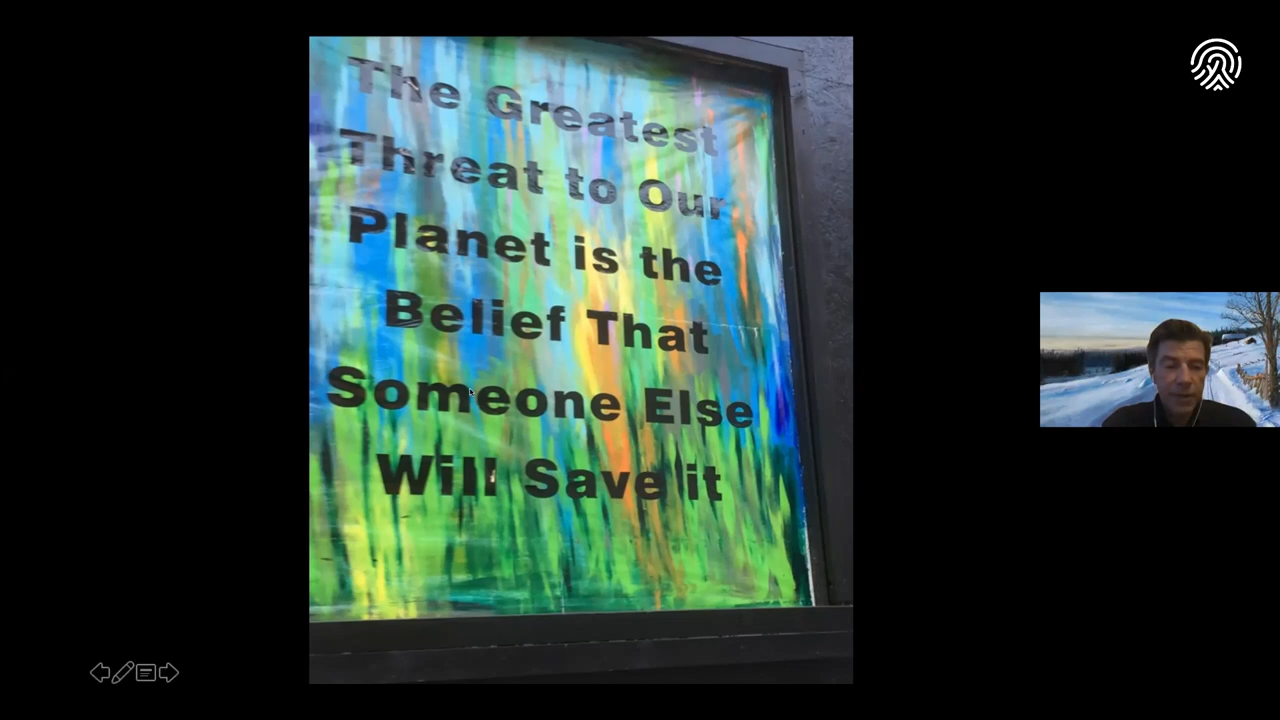 The Greatest
Threat to Our
Planet is the
Belief That
Someone Else
Will Save it